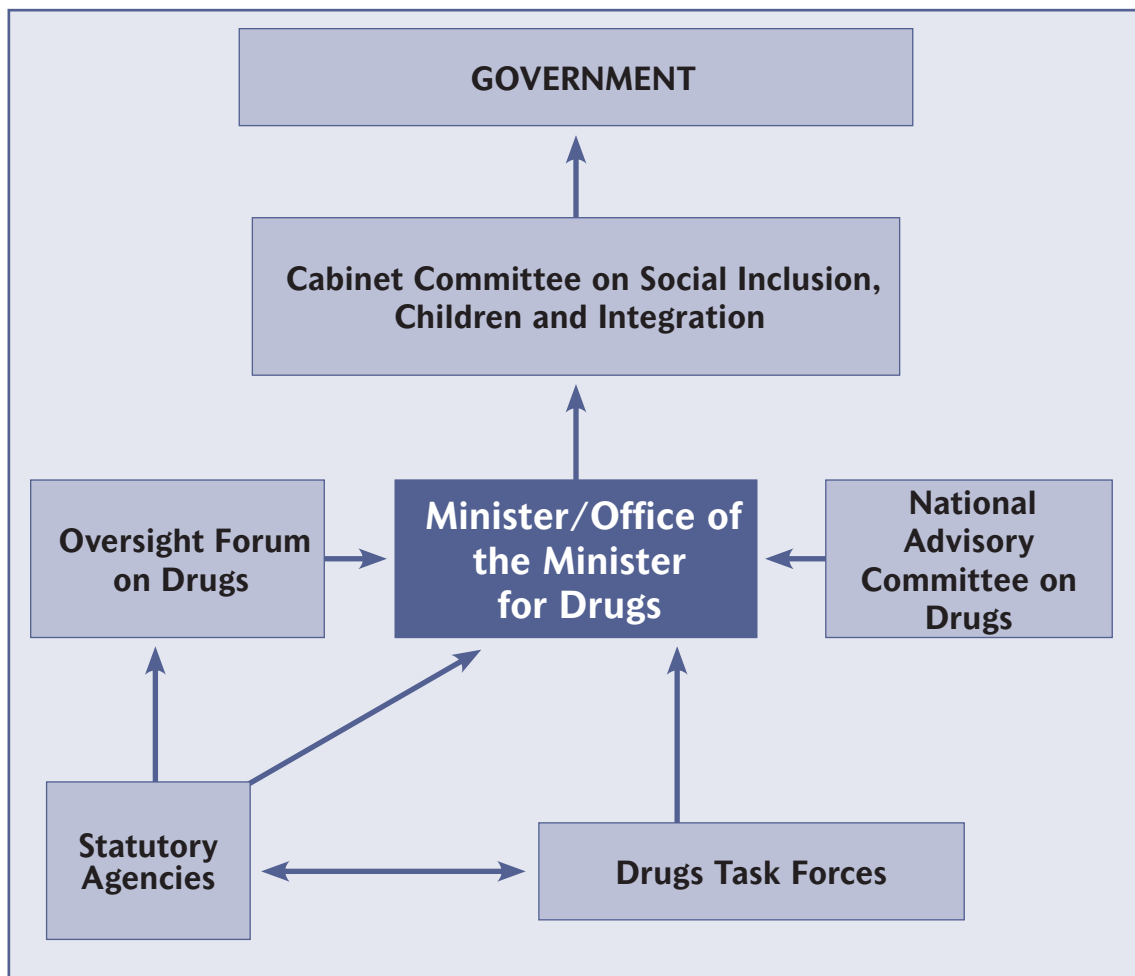 GOVERNMENT
Cabinet Committee on Social Inclusion,
Children and Integration
Oversight Forum
on Drugs
Minister/Office of
the Minister
for Drugs
National
Advisory
Committee on
Drugs
Statutory
Agencies
Drugs Task Forces